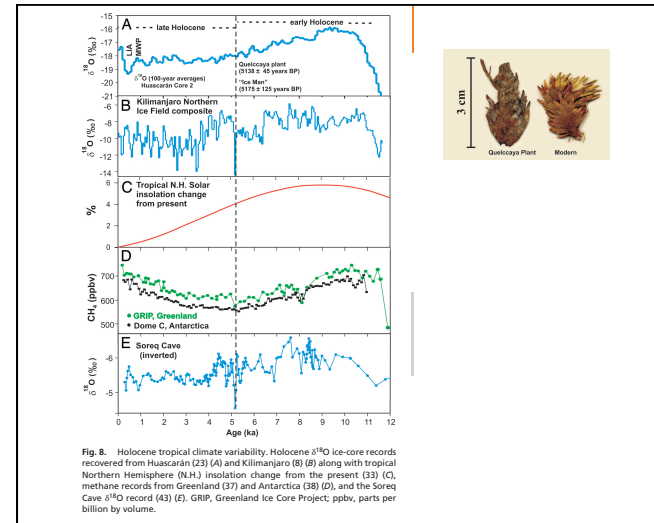 A
late Holocene
early Holocene
LIA
MWP
δ18O (100-year averages)
Huascarán Core 2
Quelccaya plant
(5138 ± 45 years BP)
"Ice Man"
(5175 ± 125 years BP)
δ18O (‰)
-15
-16
-17
-18
-19
-20
-21
B Kilimanjaro Northern
Ice Field composite
δ18O (‰)
-6
-8
-10
-12
-14
C Tropical N.H. Solar
insolation change
from present
%
6
4
2
0
D
CH4 (ppbv)
700
600
500
GRIP, Greenland
Dome C, Antarctica
E Soreq Cave
(inverted)
δ18O (‰)
-6
-5
0 1 2 3 4 5 6 7 8 9 10 11 12
Age (ka)
Fig. 8. Holocene tropical climate variability. Holocene δ18O ice-core records
recovered from Huascarán (23) (A) and Kilimanjaro (8) (B) along with tropical
Northern Hemisphere (N.H.) insolation change from the present (33) (C),
methane records from Greenland (37) and Antarctica (38) (D), and the Soreq
Cave δ18O record (43) (E). GRIP, Greenland Ice Core Project; ppbv, parts per
billion by volume.
3 cm
Quelccaya Plant Modern